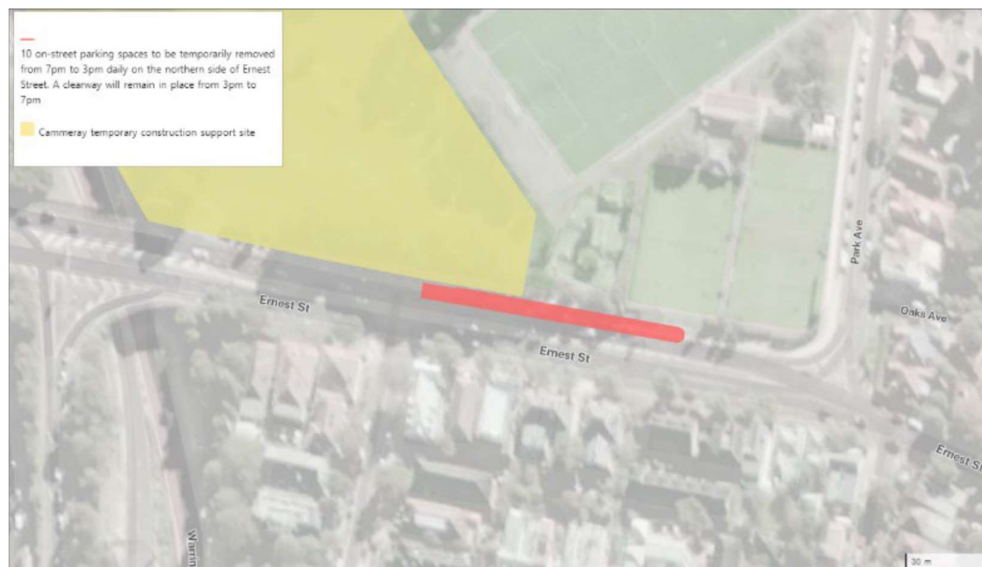 10 on-street parking spaces to be temporarily removed
from 7pm to 3pm daily on the northern side of Ernest
Street. A clearway will remain in place from 3pm to
7pm
Cammeray temporary construction support site
Park Ave
Oaks Ave
Ernest St
Ernest St
Ernest St
30 m